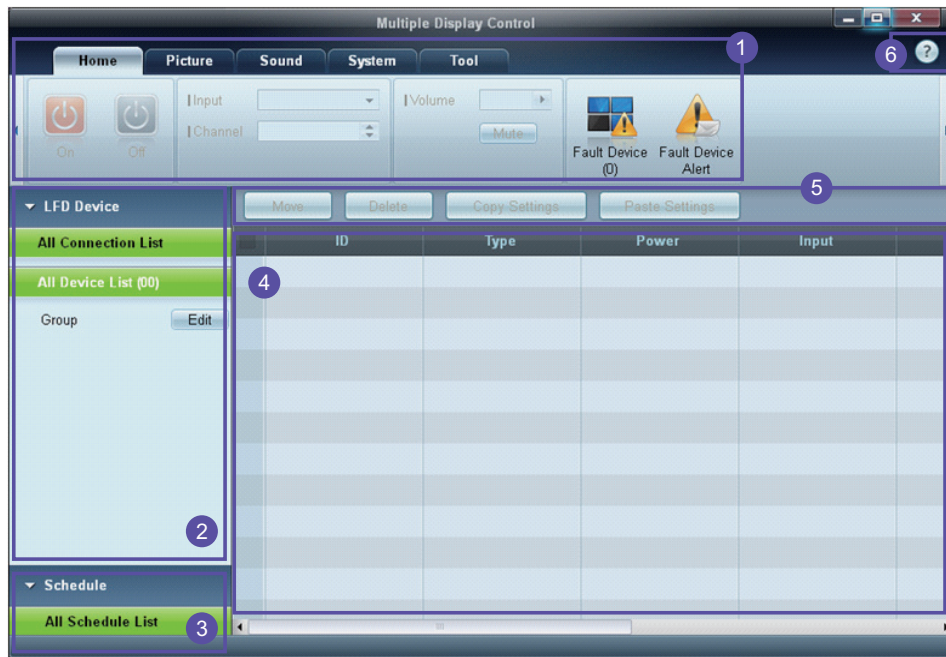 Multiple Display Control
Home Picture Sound System Tool
1
6
?
On Off
Input
Channel
Volume
Mute
Fault Device (0)
Fault Device Alert
5
LFD Device
Move Delete Copy Settings Paste Settings
All Connection List
ID Type Power Input
All Device List (00)
4
Group Edit
2
Schedule
All Schedule List
3